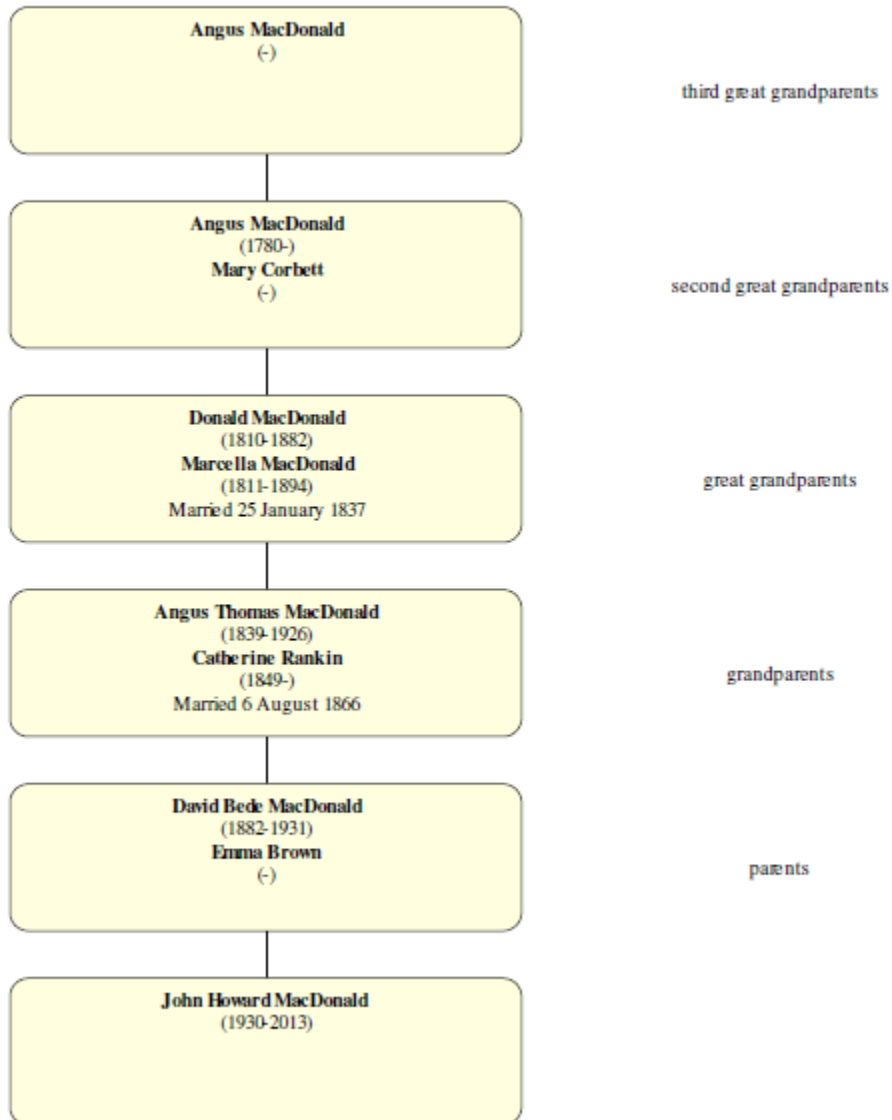 Angus MacDonald
(-)
third great grandparents
Angus MacDonald
(1780-)
Mary Corbett
(-)
second great grandparents
Donald MacDonald
(1810-1882)
Marcella MacDonald
(1811-1894)
Married 25 January 1837
great grandparents
Angus Thomas MacDonald
(1839-1926)
Catherine Rankin
(1849-)
Married 6 August 1866
grandparents
David Bede MacDonald
(1882-1931)
Emma Brown
(-)
parents
John Howard MacDonald
(1930-2013)